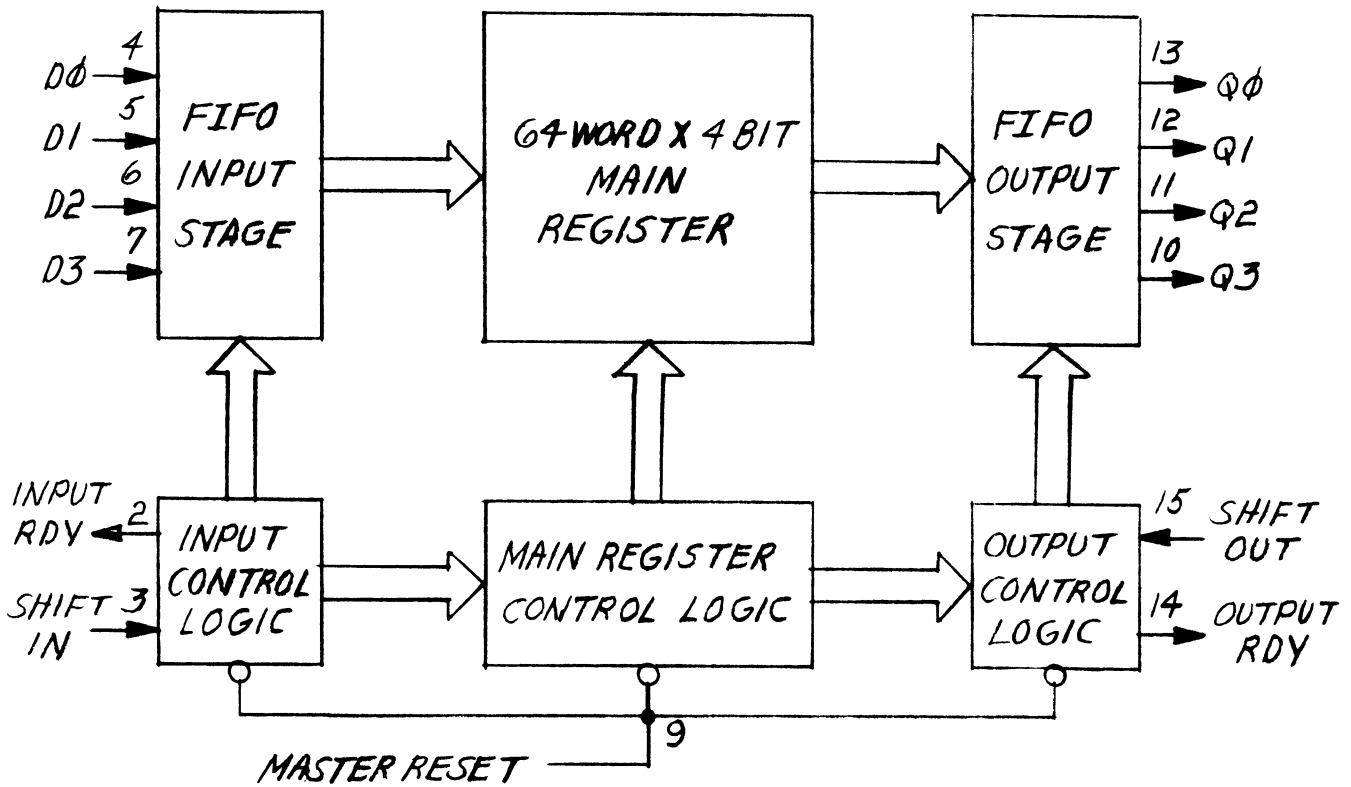 4
DØ
5
D1
6
D2
7
D3
FIFO
INPUT
STAGE
64 WORD X 4 BIT
MAIN
REGISTER
FIFO
OUTPUT
STAGE
13
QØ
12
Q1
11
Q2
10
Q3
INPUT
RDY
2
SHIFT
IN
3
INPUT
CONTROL
LOGIC
MAIN REGISTER
CONTROL LOGIC
OUTPUT
CONTROL
LOGIC
15
SHIFT
OUT
14
OUTPUT
RDY
9
MASTER RESET